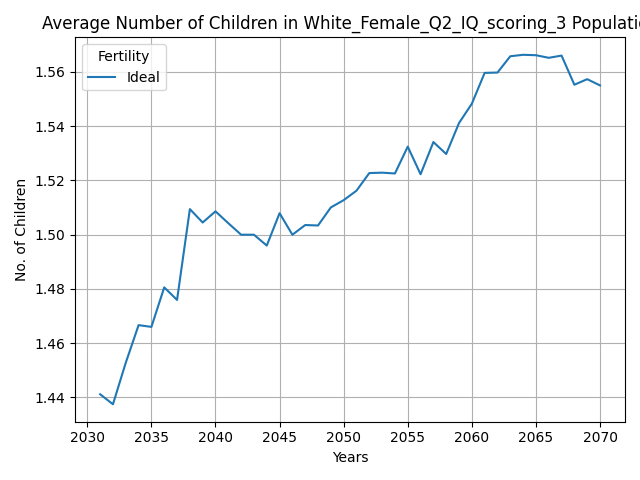 Average Number of Children in White_Female_Q2_IQ_scoring_3 Populatio
Fertility
Ideal
No. of Children
1.56
1.54
1.52
1.50
1.48
1.46
1.44
2030 2035 2040 2045 2050 2055 2060 2065 2070
Years